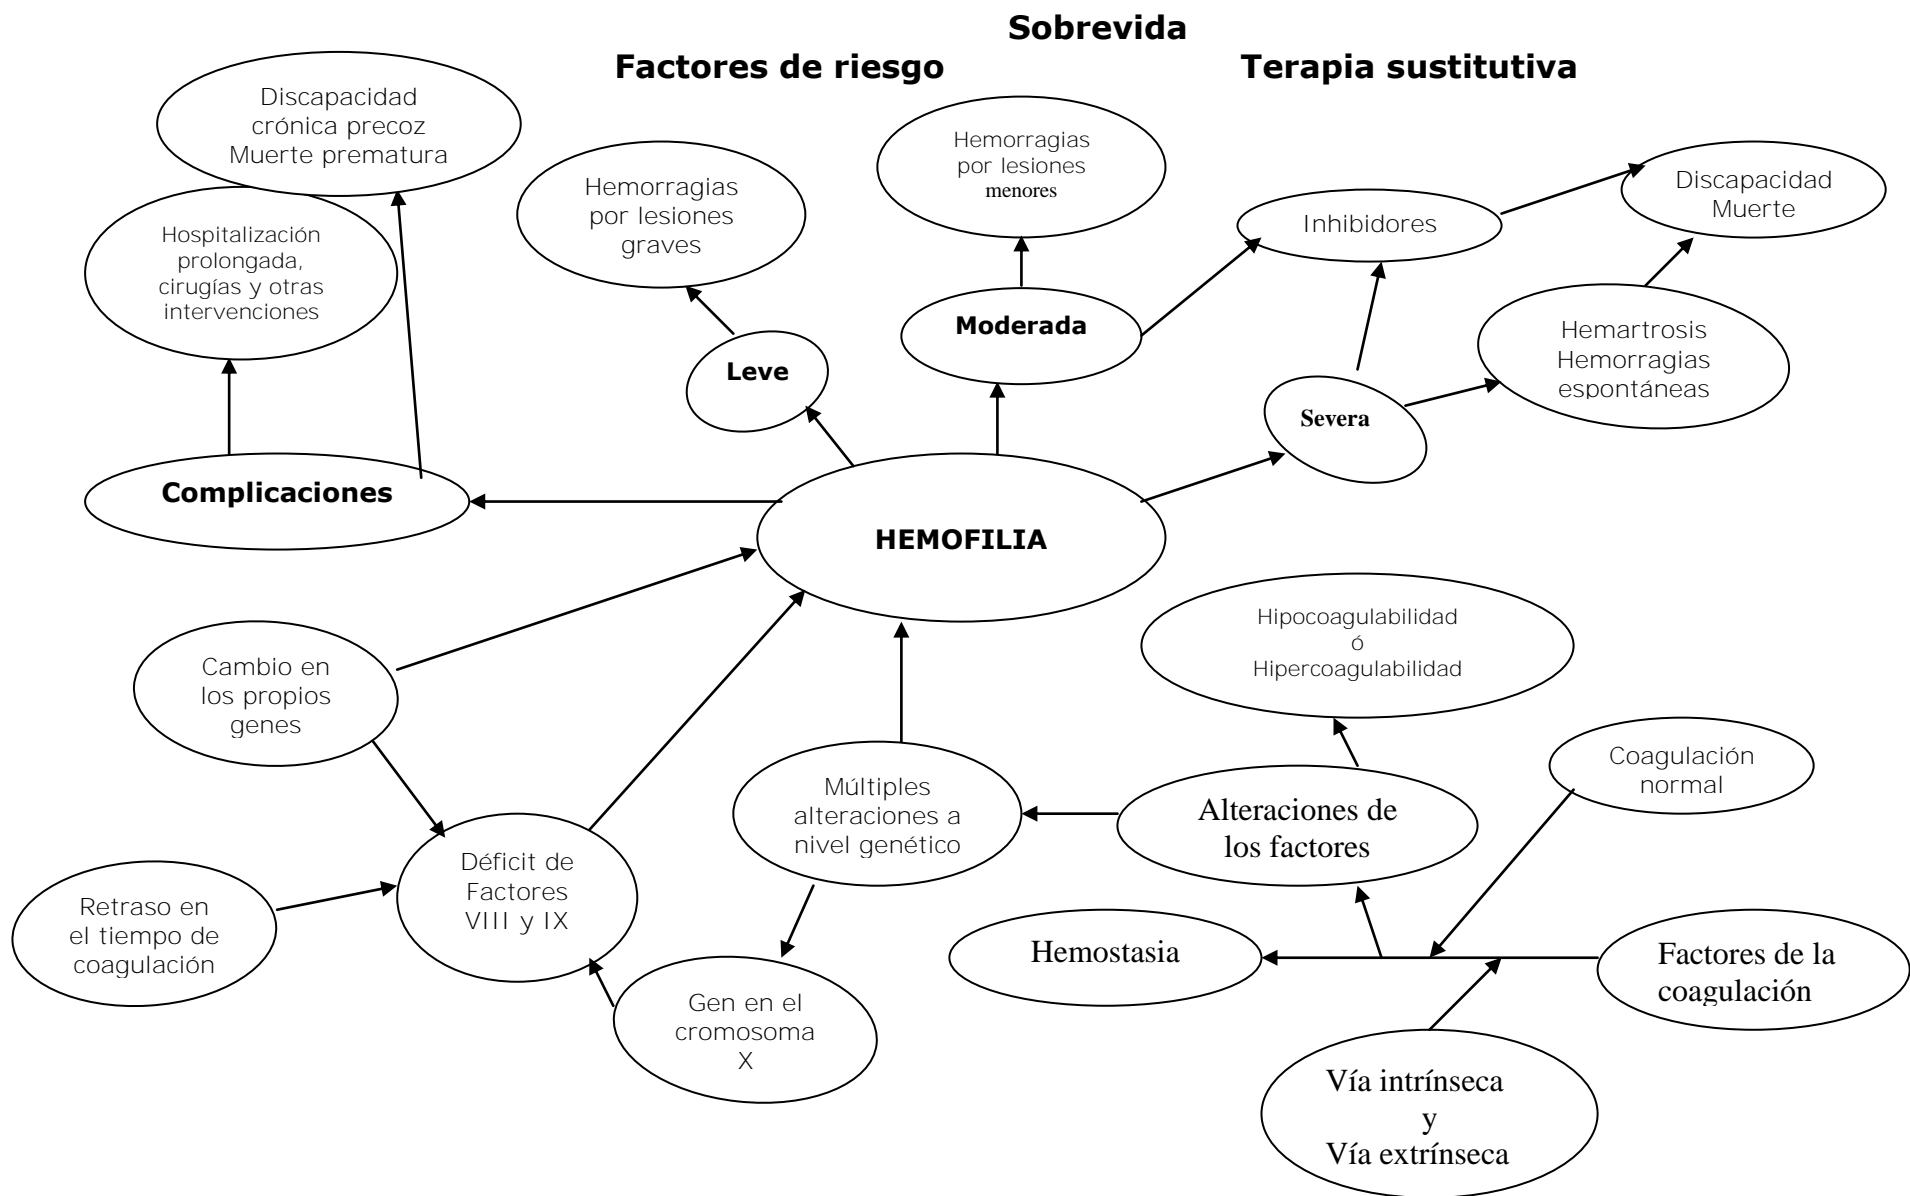 Sobrevida
Factores de riesgo
Terapia sustitutiva
Discapacidad
crónica precoz
Muerte prematura
Hospitalización
prolongada,
cirugías y otras
intervenciones
Hemorragias
por lesiones
graves
Hemorragias
por lesiones
menores
Inhibidores
Discapacidad
Muerte
Leve
Moderada
Severa
Hemartrosis
Hemorragias
espontáneas
Complicaciones
HEMOFILIA
Cambio en
los propios
genes
Hipocoagulabilidad
ó
Hipercoagulabilidad
Múltiples
alteraciones a
nivel genético
Alteraciones de
los factores
Coagulación
normal
Retraso en
el tiempo de
coagulación
Déficit de
Factores
VIII y IX
Gen en el
cromosoma
X
Hemostasia
Factores de la
coagulación
Vía intrínseca
y
Vía extrínseca